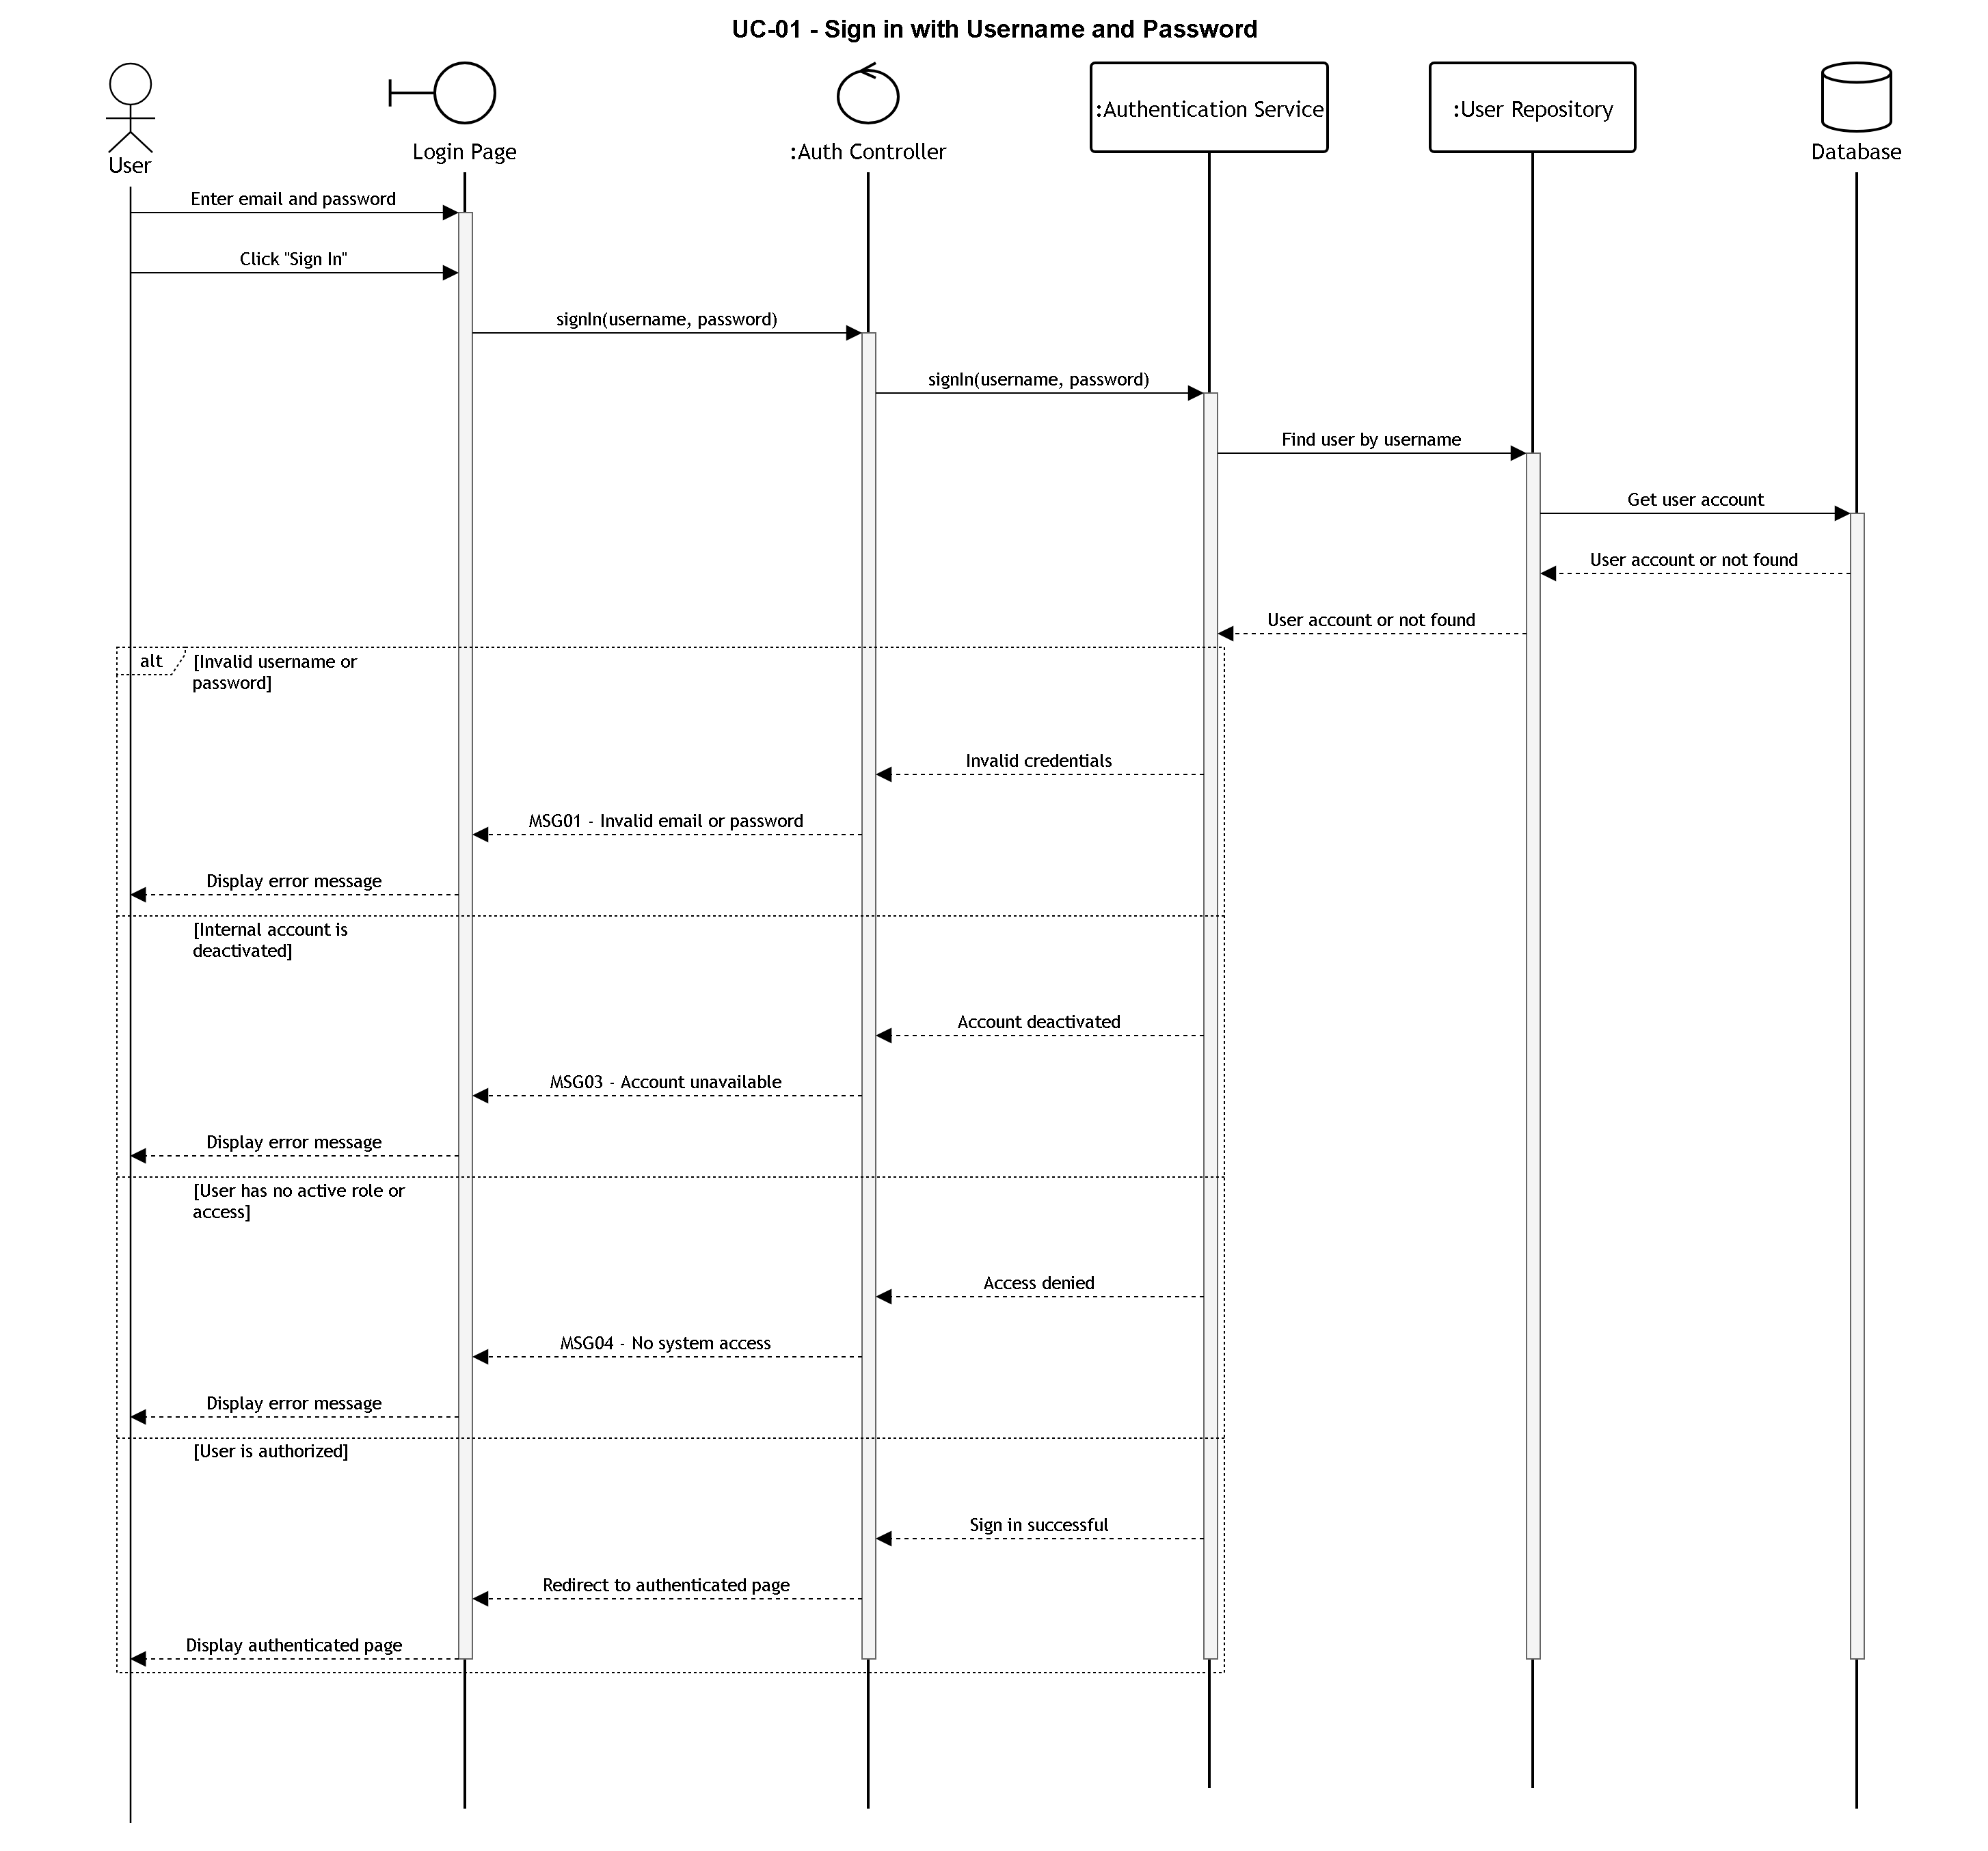 UC-01 - Sign in with Username and Password
User
Login Page
:Auth Controller
:Authentication Service
:User Repository
Database
Enter email and password
Click "Sign In"
signIn(username, password)
signIn(username, password)
Find user by username
Get user account
User account or not found
User account or not found
alt
[Invalid username or
password]
Invalid credentials
MSG01 - Invalid email or password
Display error message
[Internal account is
deactivated]
Account deactivated
MSG03 - Account unavailable
Display error message
[User has no active role or
access]
Access denied
MSG04 - No system access
Display error message
[User is authorized]
Sign in successful
Redirect to authenticated page
Display authenticated page